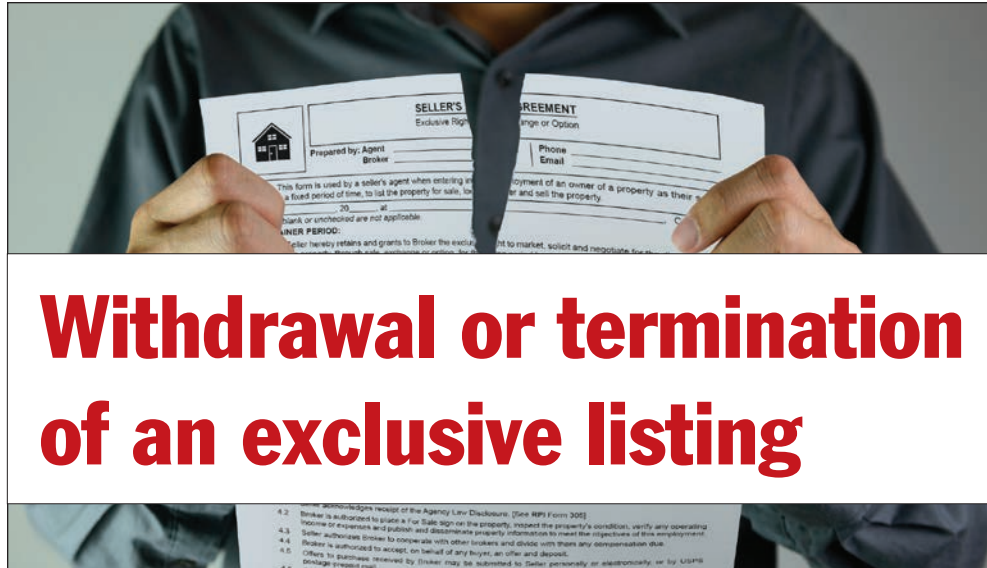 SELLER'S
REEMENT
Exclusive Righ
ange or Option
Prepared by: Agent
Broker
Phone
Email
This form is used by a seller's agent when entering in
oyment of an owner of a property as their s
a fixed period of time, to list the property for sale, lo
er and sell the property.
20 at
blank or unchecked are not applicable.
AINER PERIOD:
Seller hereby retains and grants to Broker the exclus
ht to market, solicit and negotiate for the
Withdrawal or termination
of an exclusive listing
acknowledges receipt of the Agency Law Disclosure. [See RPI Form 305]
4.2 Broker is authorized to place a For Sale sign on the property, inspect the property's condition, verify any operating
income or expenses and publish and disseminate property information to meet the objectives of this employment.
4.3 Seller authorizes Broker to cooperate with other brokers and divide with them any compensation due.
4.4 Broker is authorized to accept, on behalf of any buyer, an offer and deposit.
4.5 Offers to purchase received by Broker may be submitted to Seller personally or electronically, or by USPS
postage-prepaid mail.